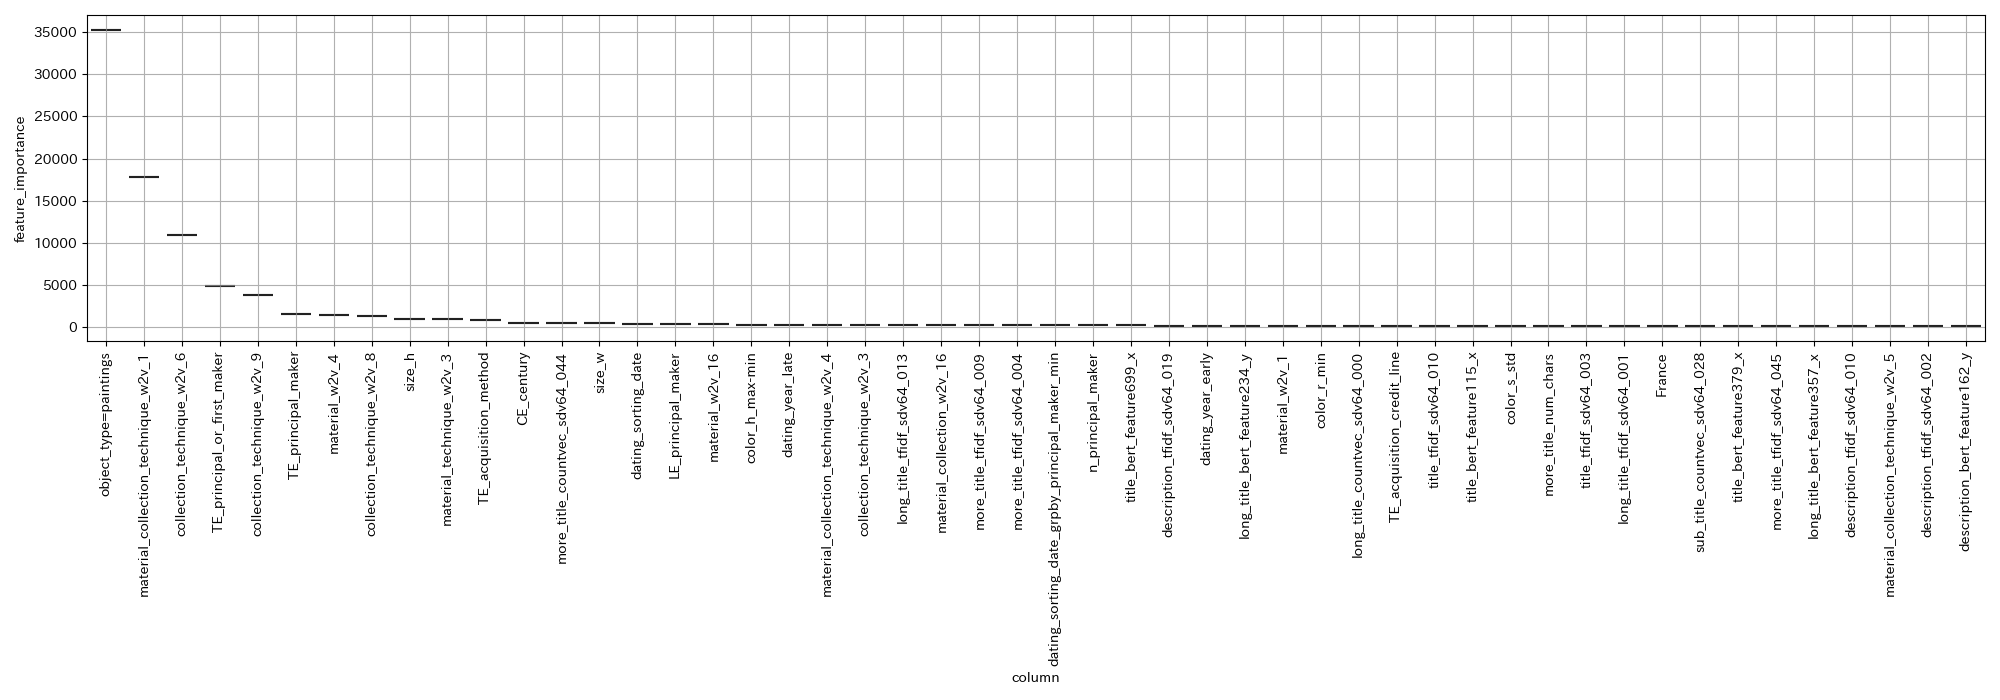 feature_importance
35000
30000
25000
20000
15000
10000
5000
0
object_type=paintings
material_collection_technique_w2v_1
collection_technique_w2v_6
TE_principal_or_first_maker
collection_technique_w2v_9
TE_principal_maker
material_w2v_4
collection_technique_w2v_8
size_h
material_technique_w2v_3
TE_acquisition_method
CE_century
more_title_countvec_sdv64_044
size_w
dating_sorting_date
LE_principal_maker
material_w2v_16
color_h_max-min
dating_year_late
material_collection_technique_w2v_4
collection_technique_w2v_3
long_title_tfidf_sdv64_013
material_collection_w2v_16
more_title_tfidf_sdv64_009
more_title_tfidf_sdv64_004
dating_sorting_date_grpby_principal_maker_min
n_principal_maker
title_bert_feature699_x
description_tfidf_sdv64_019
dating_year_early
long_title_bert_feature234_y
material_w2v_1
color_r_min
long_title_countvec_sdv64_000
TE_acquisition_credit_line
title_tfidf_sdv64_010
title_bert_feature115_x
color_s_std
more_title_num_chars
title_tfidf_sdv64_003
long_title_tfidf_sdv64_001
France
sub_title_countvec_sdv64_028
title_bert_feature379_x
more_title_tfidf_sdv64_045
long_title_bert_feature357_x
description_tfidf_sdv64_010
material_collection_technique_w2v_5
description_tfidf_sdv64_002
description_bert_feature162_y
column